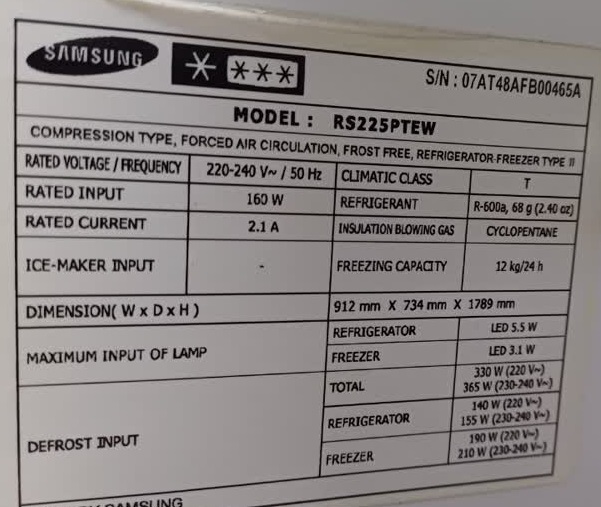 SAMSUNG
S/N : 07AT48AFB00465A
MODEL : RS225PTEW
COMPRESSION TYPE, FORCED AIR CIRCULATION, FROST FREE, REFRIGERATOR-FREEZER TYPE II
RATED VOLTAGE / FREQUENCY 220-240 V~ / 50 Hz CLIMATIC CLASS T
RATED INPUT 160 W REFRIGERANT R-600a, 68 g (2.40 oz)
RATED CURRENT 2.1 A INSULATION BLOWING GAS CYCLOPENTANE
ICE-MAKER INPUT - FREEZING CAPACITY 12 kg/24 h
DIMENSION( W x D x H ) 912 mm X 734 mm X 1789 mm
MAXIMUM INPUT OF LAMP REFRIGERATOR LED 5.5 W
FREEZER LED 3.1 W
DEFROST INPUT TOTAL 330 W (220 V~)
365 W (230-240 V~)
REFRIGERATOR 140 W (220 V~)
155 W (230-240 V~)
FREEZER 190 W (220 V~)
210 W (230-240 V~)
SAMSUNG